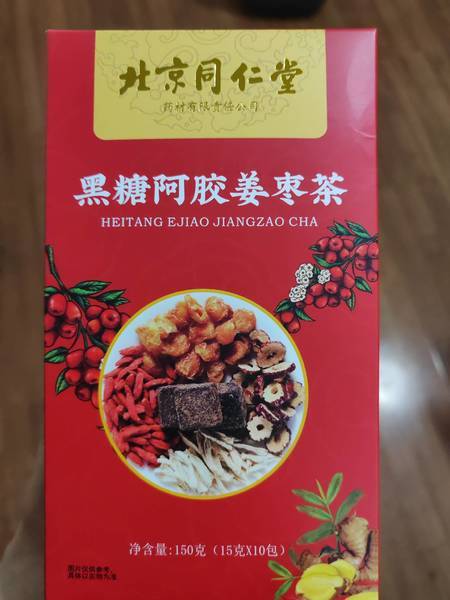 北京同仁堂
药材有限责任公司
黑糖阿胶姜枣茶
HEITANG EJIAO JIANGZAO CHA
净含量:150克（15克X10包）
图片仅供参考,
具体以实物为准